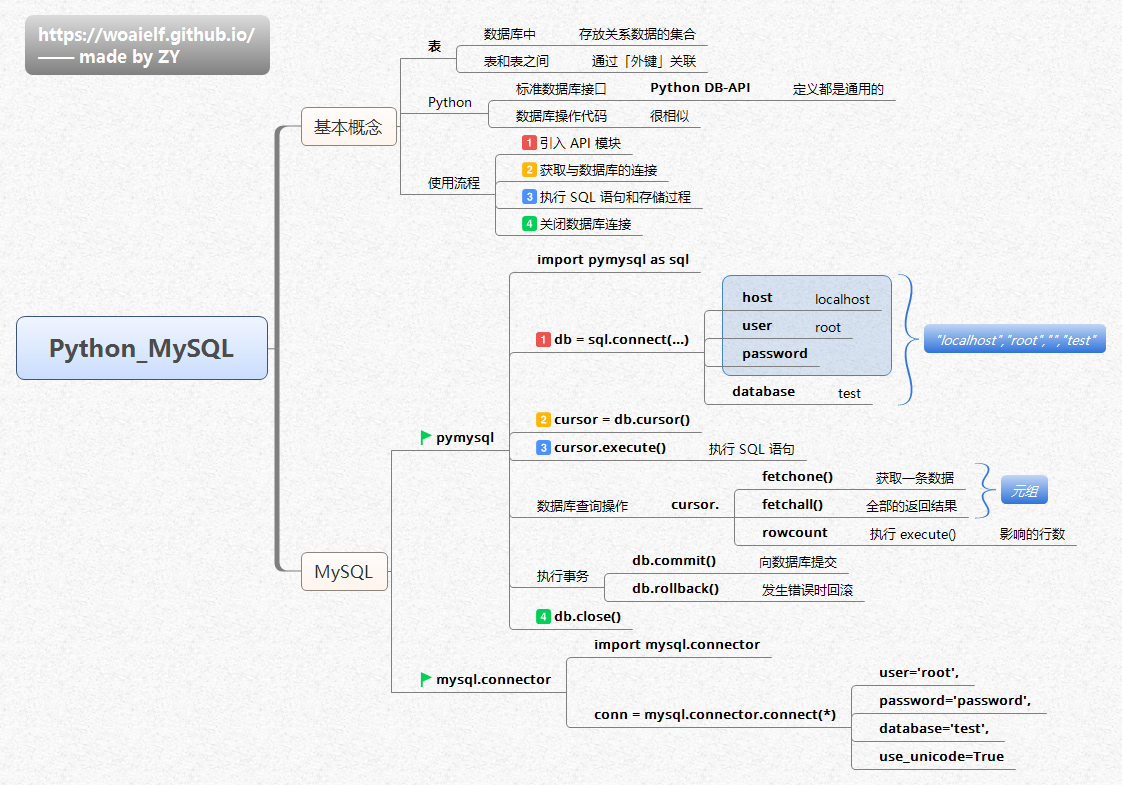 https://woaielf.github.io/
—— made by ZY
Python_MySQL
基本概念
表
数据库中 存放关系数据的集合
表和表之间 通过「外键」关联
Python
标准数据库接口 Python DB-API 定义都是通用的
数据库操作代码 很相似
使用流程
1 引入 API 模块
2 获取与数据库的连接
3 执行 SQL 语句和存储过程
4 关闭数据库连接
MySQL
pymysql
import pymysql as sql
1 db = sql.connect(...)
host localhost
user root
password
database test
"localhost","root","","test"
2 cursor = db.cursor()
3 cursor.execute() 执行 SQL 语句
数据库查询操作 cursor.
fetchone() 获取一条数据
fetchall() 全部的返回结果
元组
rowcount 执行 execute() 影响的行数
执行事务
db.commit() 向数据库提交
db.rollback() 发生错误时回滚
4 db.close()
mysql.connector
import mysql.connector
conn = mysql.connector.connect(*)
user='root',
password='password',
database='test',
use_unicode=True